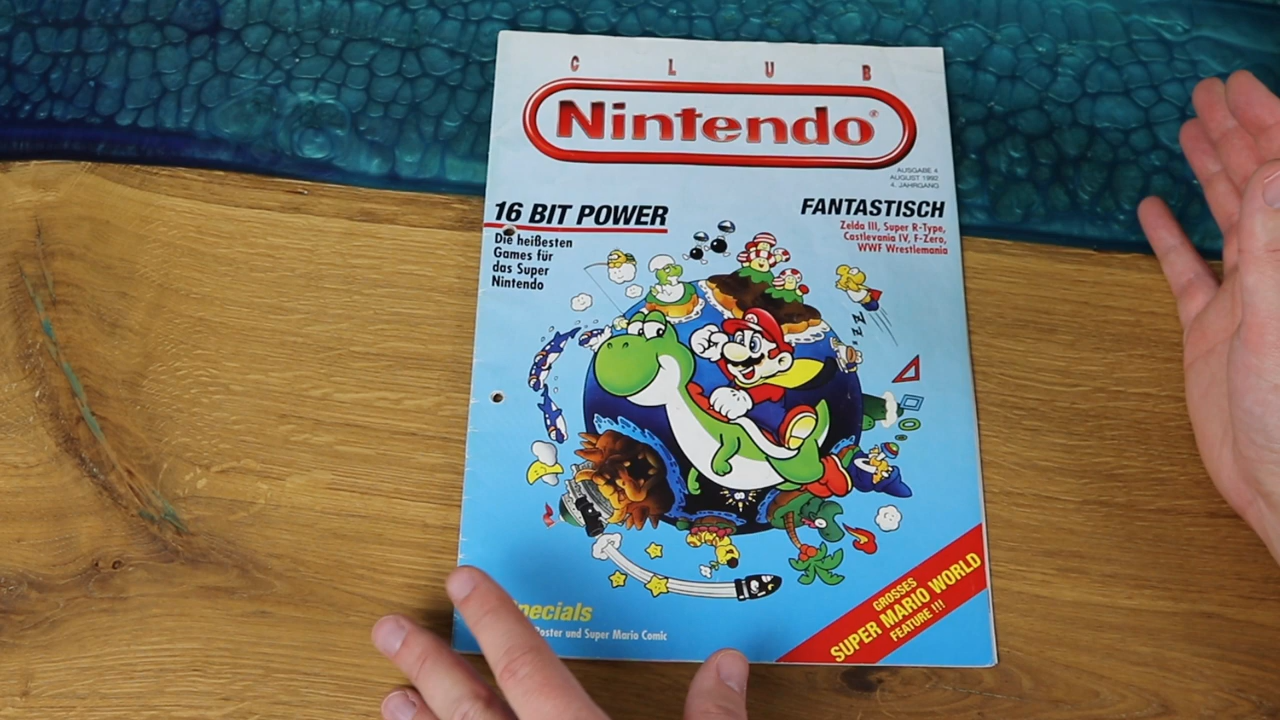 CLUB
Nintendo®
AUSGABE 4
AUGUST 1992
4. JAHRGANG
16 BIT POWER
Die heißesten
Games für
das Super
Nintendo
FANTASTISCH
Zelda III, Super R-Type,
Castlevania IV, F-Zero,
WWF Wrestlemania
ZZZ
GROSSES
SUPER MARIO WORLD
FEATURE !!!
pecials
Poster und Super Mario Comic